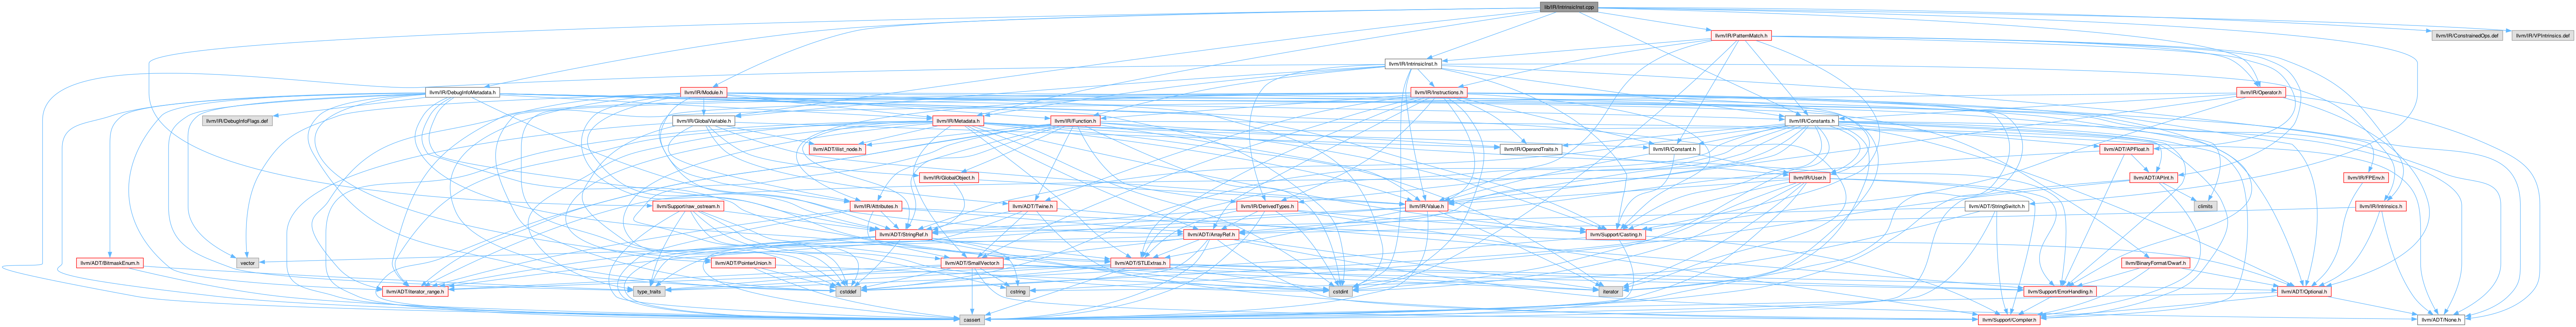 lib/IR/IntrinsicInst.cpp
llvm/IR/PatternMatch.h
llvm/IR/ConstrainedOps.def
llvm/IR/VPIntrinsics.def
llvm/IR/IntrinsicInst.h
llvm/IR/DebugInfoMetadata.h
llvm/IR/Module.h
llvm/IR/Instructions.h
llvm/IR/Operator.h
llvm/IR/DebugInfoFlags.def
llvm/IR/GlobalVariable.h
llvm/IR/Metadata.h
llvm/IR/Function.h
llvm/IR/Constants.h
llvm/ADT/ilist_node.h
llvm/IR/OperandTraits.h
llvm/IR/Constant.h
llvm/ADT/APFloat.h
llvm/IR/GlobalObject.h
llvm/IR/User.h
llvm/ADT/APInt.h
llvm/IR/FPEnv.h
llvm/Support/raw_ostream.h
llvm/IR/Attributes.h
llvm/ADT/Twine.h
llvm/IR/DerivedTypes.h
llvm/IR/Value.h
llvm/ADT/StringSwitch.h
climits
llvm/IR/Intrinsics.h
llvm/ADT/StringRef.h
llvm/ADT/ArrayRef.h
llvm/Support/Casting.h
llvm/ADT/BitmaskEnum.h
vector
llvm/ADT/PointerUnion.h
llvm/ADT/SmallVector.h
llvm/ADT/STLExtras.h
llvm/BinaryFormat/Dwarf.h
llvm/ADT/iterator_range.h
type_traits
cstddef
cstring
cstdint
iterator
llvm/Support/ErrorHandling.h
llvm/ADT/Optional.h
cassert
llvm/Support/Compiler.h
llvm/ADT/None.h